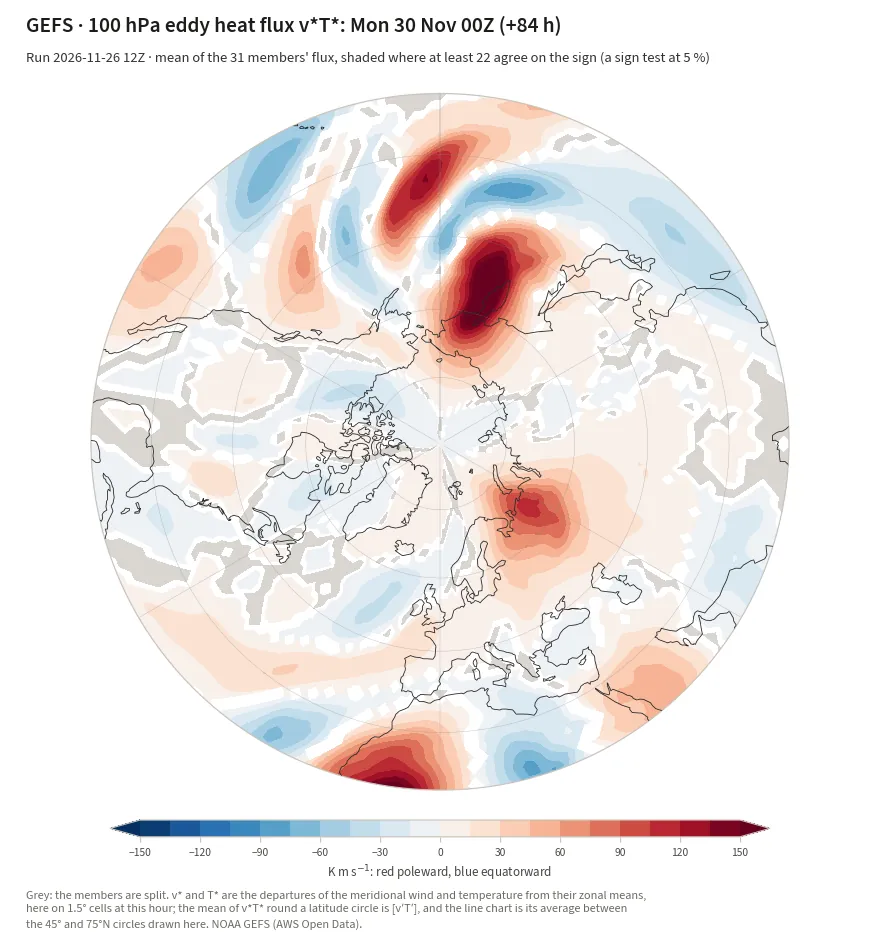 GEFS · 100 hPa eddy heat flux v*T*: Mon 30 Nov 00Z (+84 h)
Run 2026-11-26 12Z · mean of the 31 members' flux, shaded where at least 22 agree on the sign (a sign test at 5 %)
−150 −120 −90 −60 −30 0 30 60 90 120 150
K m s⁻¹: red poleward, blue equatorward
Grey: the members are split. v* and T* are the departures of the meridional wind and temperature from their zonal means,
here on 1.5° cells at this hour; the mean of v*T* round a latitude circle is [v′T′], and the line chart is its average between
the 45° and 75°N circles drawn here. NOAA GEFS (AWS Open Data).